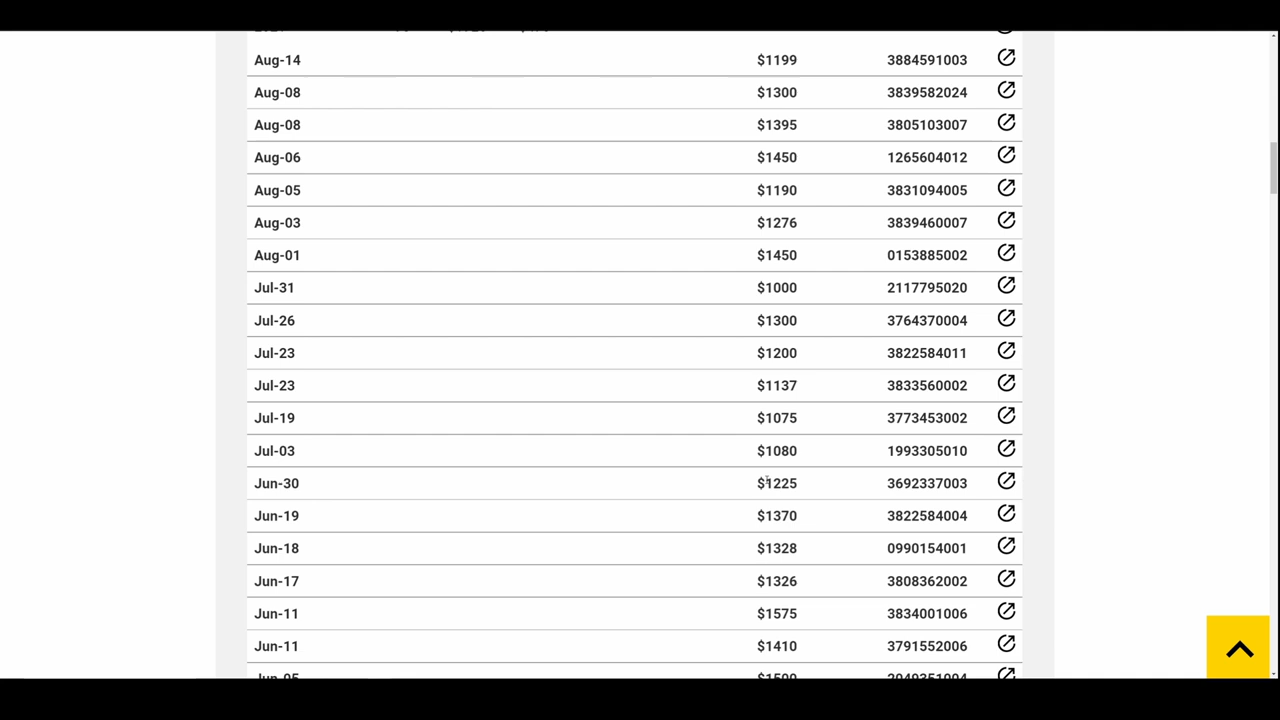 Aug-14 $1199 3884591003
Aug-08 $1300 3839582024
Aug-08 $1395 3805103007
Aug-06 $1450 1265604012
Aug-05 $1190 3831094005
Aug-03 $1276 3839460007
Aug-01 $1450 0153885002
Jul-31 $1000 2117795020
Jul-26 $1300 3764370004
Jul-23 $1200 3822584011
Jul-23 $1137 3833560002
Jul-19 $1075 3773453002
Jul-03 $1080 1993305010
Jun-30 $1225 3692337003
Jun-19 $1370 3822584004
Jun-18 $1328 0990154001
Jun-17 $1326 3808362002
Jun-11 $1575 3834001006
Jun-11 $1410 3791552006